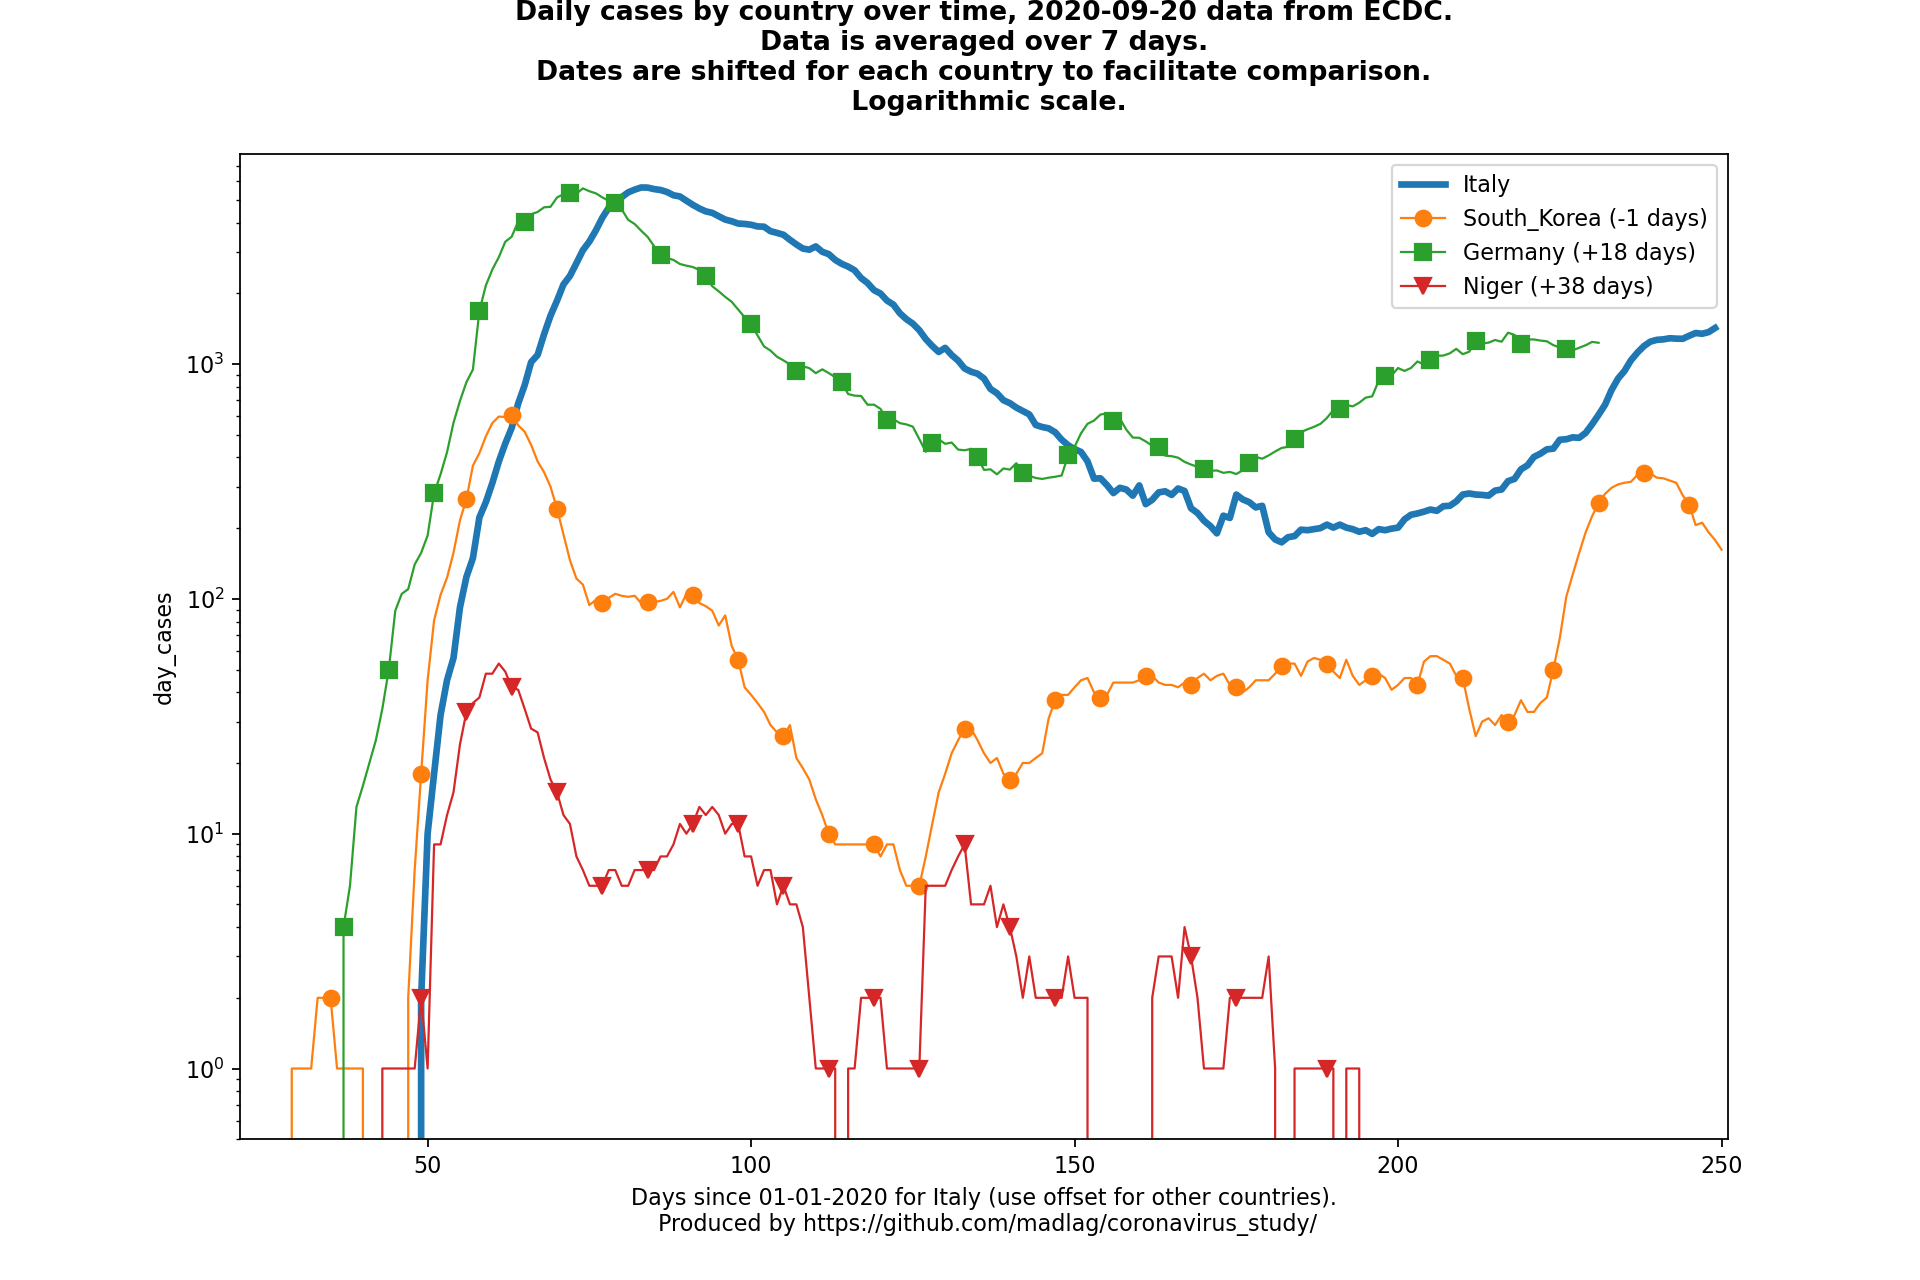 Daily cases by country over time, 2020-09-20 data from ECDC.
Data is averaged over 7 days.
Dates are shifted for each country to facilitate comparison.
Logarithmic scale.
Italy
South_Korea (-1 days)
Germany (+18 days)
Niger (+38 days)
day_cases
10³
10²
10¹
10⁰
50 100 150 200 250
Days since 01-01-2020 for Italy (use offset for other countries).
Produced by https://github.com/madlag/coronavirus_study/